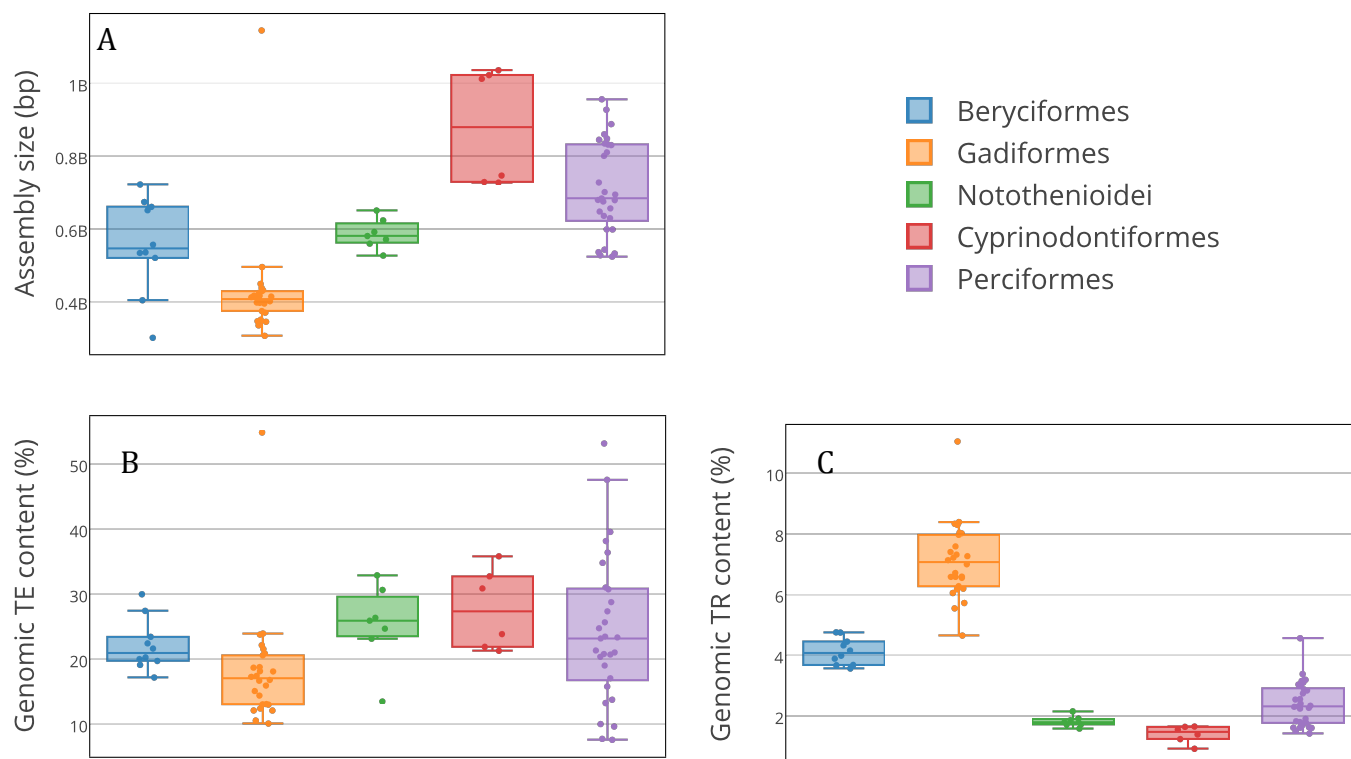 A
Assembly size (bp)
1B
0.8B
0.6B
0.4B
Beryciformes
Gadiformes
Notothenioidei
Cyprinodontiformes
Perciformes
B
Genomic TE content (%)
50
40
30
20
10
C
Genomic TR content (%)
10
8
6
4
2